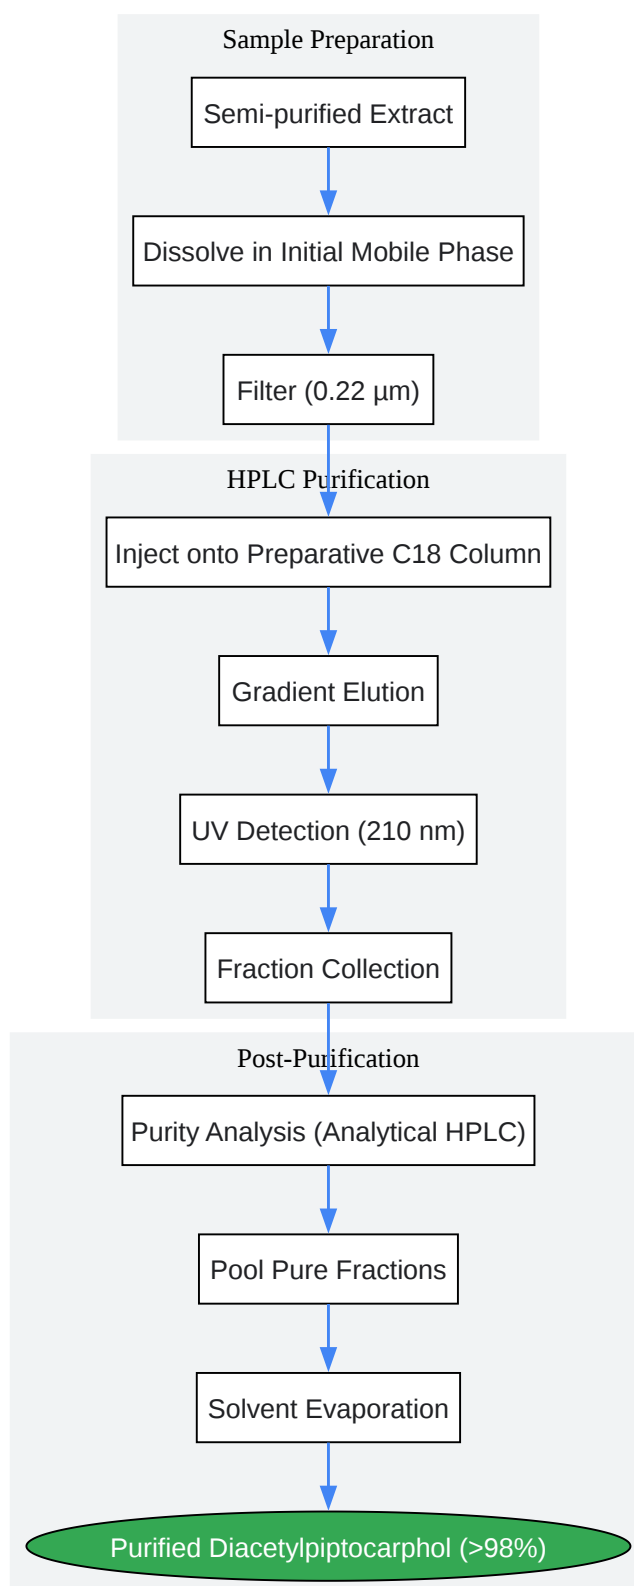 Sample Preparation
Semi-purified Extract
Dissolve in Initial Mobile Phase
Filter (0.22 µm)
HPLC Purification
Inject onto Preparative C18 Column
Gradient Elution
UV Detection (210 nm)
Fraction Collection
Post-Purification
Purity Analysis (Analytical HPLC)
Pool Pure Fractions
Solvent Evaporation
Purified Diacetylpiptocarphol (>98%)